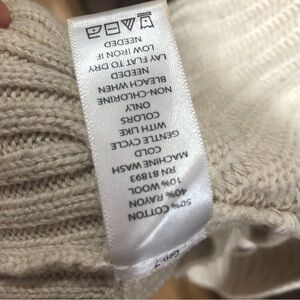 50% COTTON
40% RAYON
10% WOOL
RN 81893
MACHINE WASH
COLD
GENTLE CYCLE
WITH LIKE
COLORS
ONLY
NON-CHLORINE
BLEACH WHEN
NEEDED
LAY FLAT TO DRY
LOW IRON IF
NEEDED